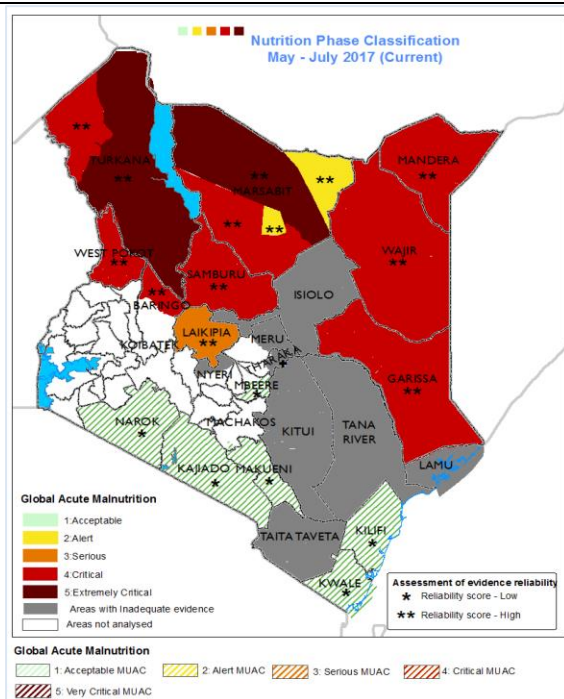 Nutrition Phase Classification
May - July 2017 (Current)
MANDERA
**
**
TURKANA
**
**
MARSABIT
**
**
**
WAJIR
**
WEST POKOT
**
SAMBURU
**
**
BARINGO
ISIOLO
LAIKIPIA
**
KOIBATEK
MERU
THARAKA
NYERI
MBEERE
*
GARISSA
**
MACHAKOS
KITUI
TANA
RIVER
NAROK
*
LAMU
KAJIADO
*
MAKUENI
*
KILIFI
*
TAITA TAVETA
KWALE
*
Global Acute Malnutrition
1:Acceptable
2:Alert
3:Serious
4:Critical
5:Extremely Critical
Areas with Inadequate evidence
Areas not analysed
Assessment of evidence reliability
* Reliability score - Low
** Reliability score - High
Global Acute Malnutrition
1: Acceptable MUAC
2: Alert MUAC
3: Serious MUAC
4: Critical MUAC
5: Very Critical MUAC